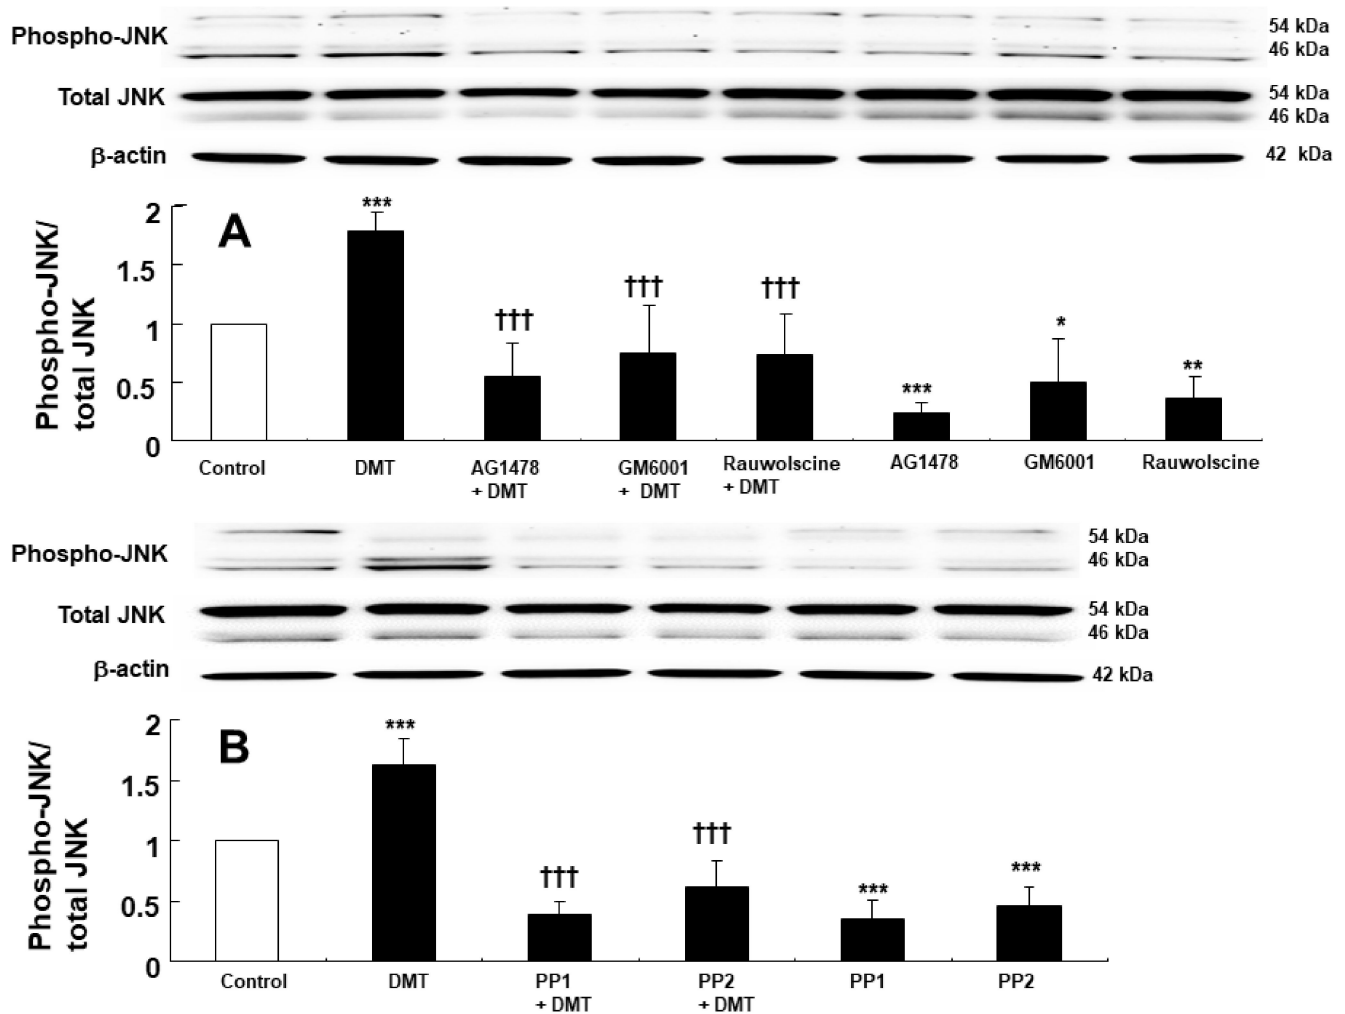 Phospho-JNK
54 kDa
46 kDa
Total JNK
54 kDa
46 kDa
β-actin
42 kDa
A
Phospho-JNK/
total JNK
2
1.5
1
0.5
0
***
†††
†††
†††
***
*
**
Control
DMT
AG1478
+ DMT
GM6001
+ DMT
Rauwolscine
+ DMT
AG1478
GM6001
Rauwolscine
Phospho-JNK
54 kDa
46 kDa
Total JNK
54 kDa
46 kDa
β-actin
42 kDa
B
Phospho-JNK/
total JNK
2
1.5
1
0.5
0
***
†††
†††
***
***
Control
DMT
PP1
+ DMT
PP2
+ DMT
PP1
PP2